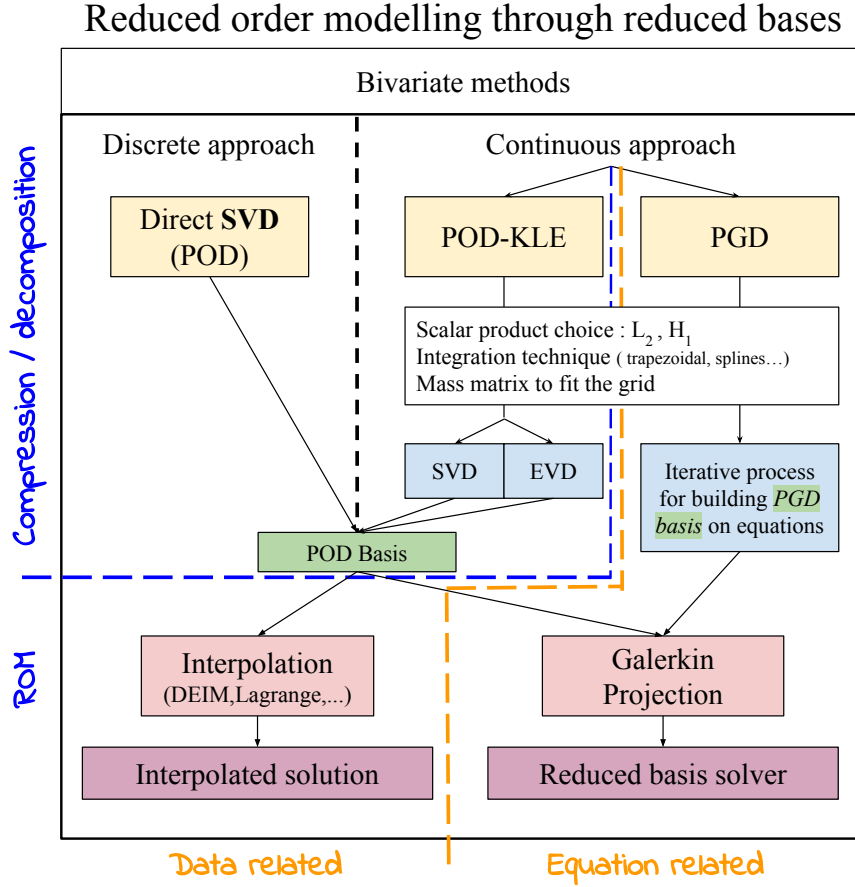 Reduced order modelling through reduced bases
Bivariate methods
Discrete approach
Continuous approach
Compression / decomposition
Direct SVD
(POD)
POD-KLE
PGD
Scalar product choice : L2 , H1
Integration technique ( trapezoidal, splines…)
Mass matrix to fit the grid
SVD
EVD
Iterative process
for building PGD
basis on equations
POD Basis
ROM
Interpolation
(DEIM,Lagrange,...)
Galerkin
Projection
Interpolated solution
Reduced basis solver
Data related
Equation related